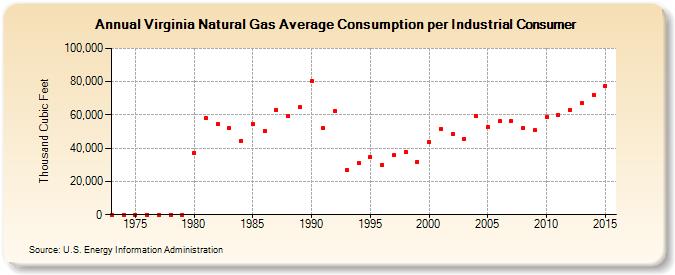 Annual Virginia Natural Gas Average Consumption per Industrial Consumer
Thousand Cubic Feet
100,000
80,000
60,000
40,000
20,000
0
1975 1980 1985 1990 1995 2000 2005 2010 2015
Source: U.S. Energy Information Administration